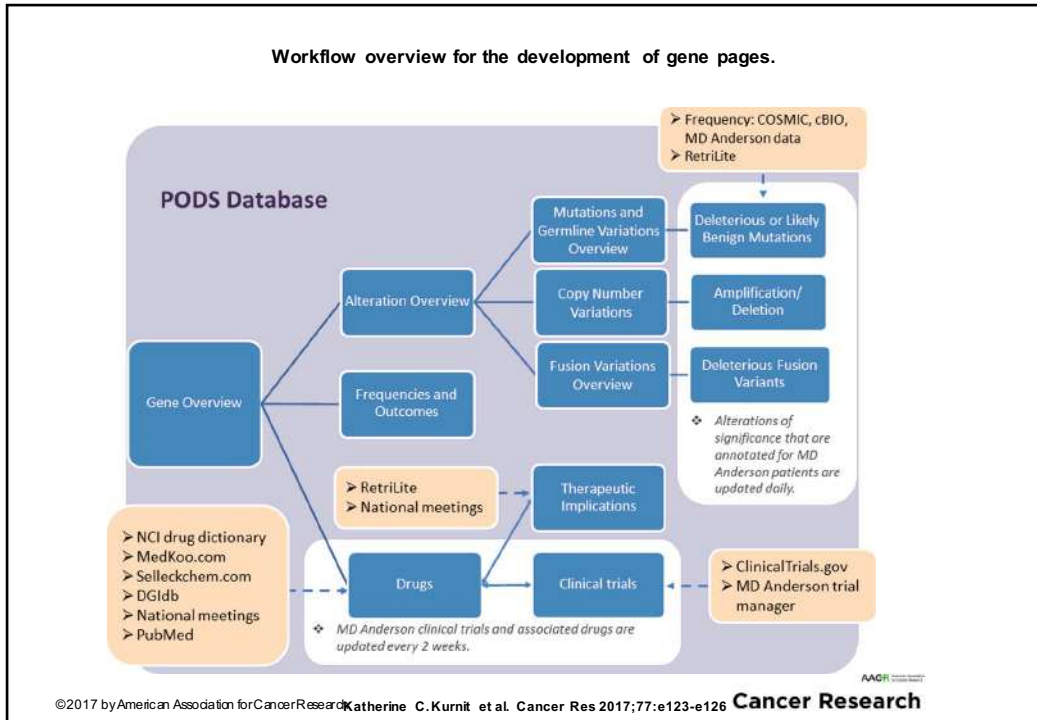 Workflow overview for the development of gene pages.
➢ Frequency: COSMIC, cBIO,
MD Anderson data
➢ RetriLite
PODS Database
Mutations and
Germline Variations
Overview
Deleterious or Likely
Benign Mutations
Alteration Overview
Copy Number
Variations
Amplification/
Deletion
Fusion Variations
Overview
Deleterious Fusion
Variants
Gene Overview
Frequencies and
Outcomes
❖ Alterations of
significance that are
annotated for MD
Anderson patients are
updated daily.
➢ RetriLite
➢ National meetings
Therapeutic
Implications
➢ NCI drug dictionary
➢ MedKoo.com
➢ Selleckchem.com
➢ DGIdb
➢ National meetings
➢ PubMed
Drugs
Clinical trials
➢ ClinicalTrials.gov
➢ MD Anderson trial
manager
❖ MD Anderson clinical trials and associated drugs are
updated every 2 weeks.
©2017 by American Association for Cancer Research
Katherine C. Kurnit et al. Cancer Res 2017;77:e123-e126
AACR
Cancer Research